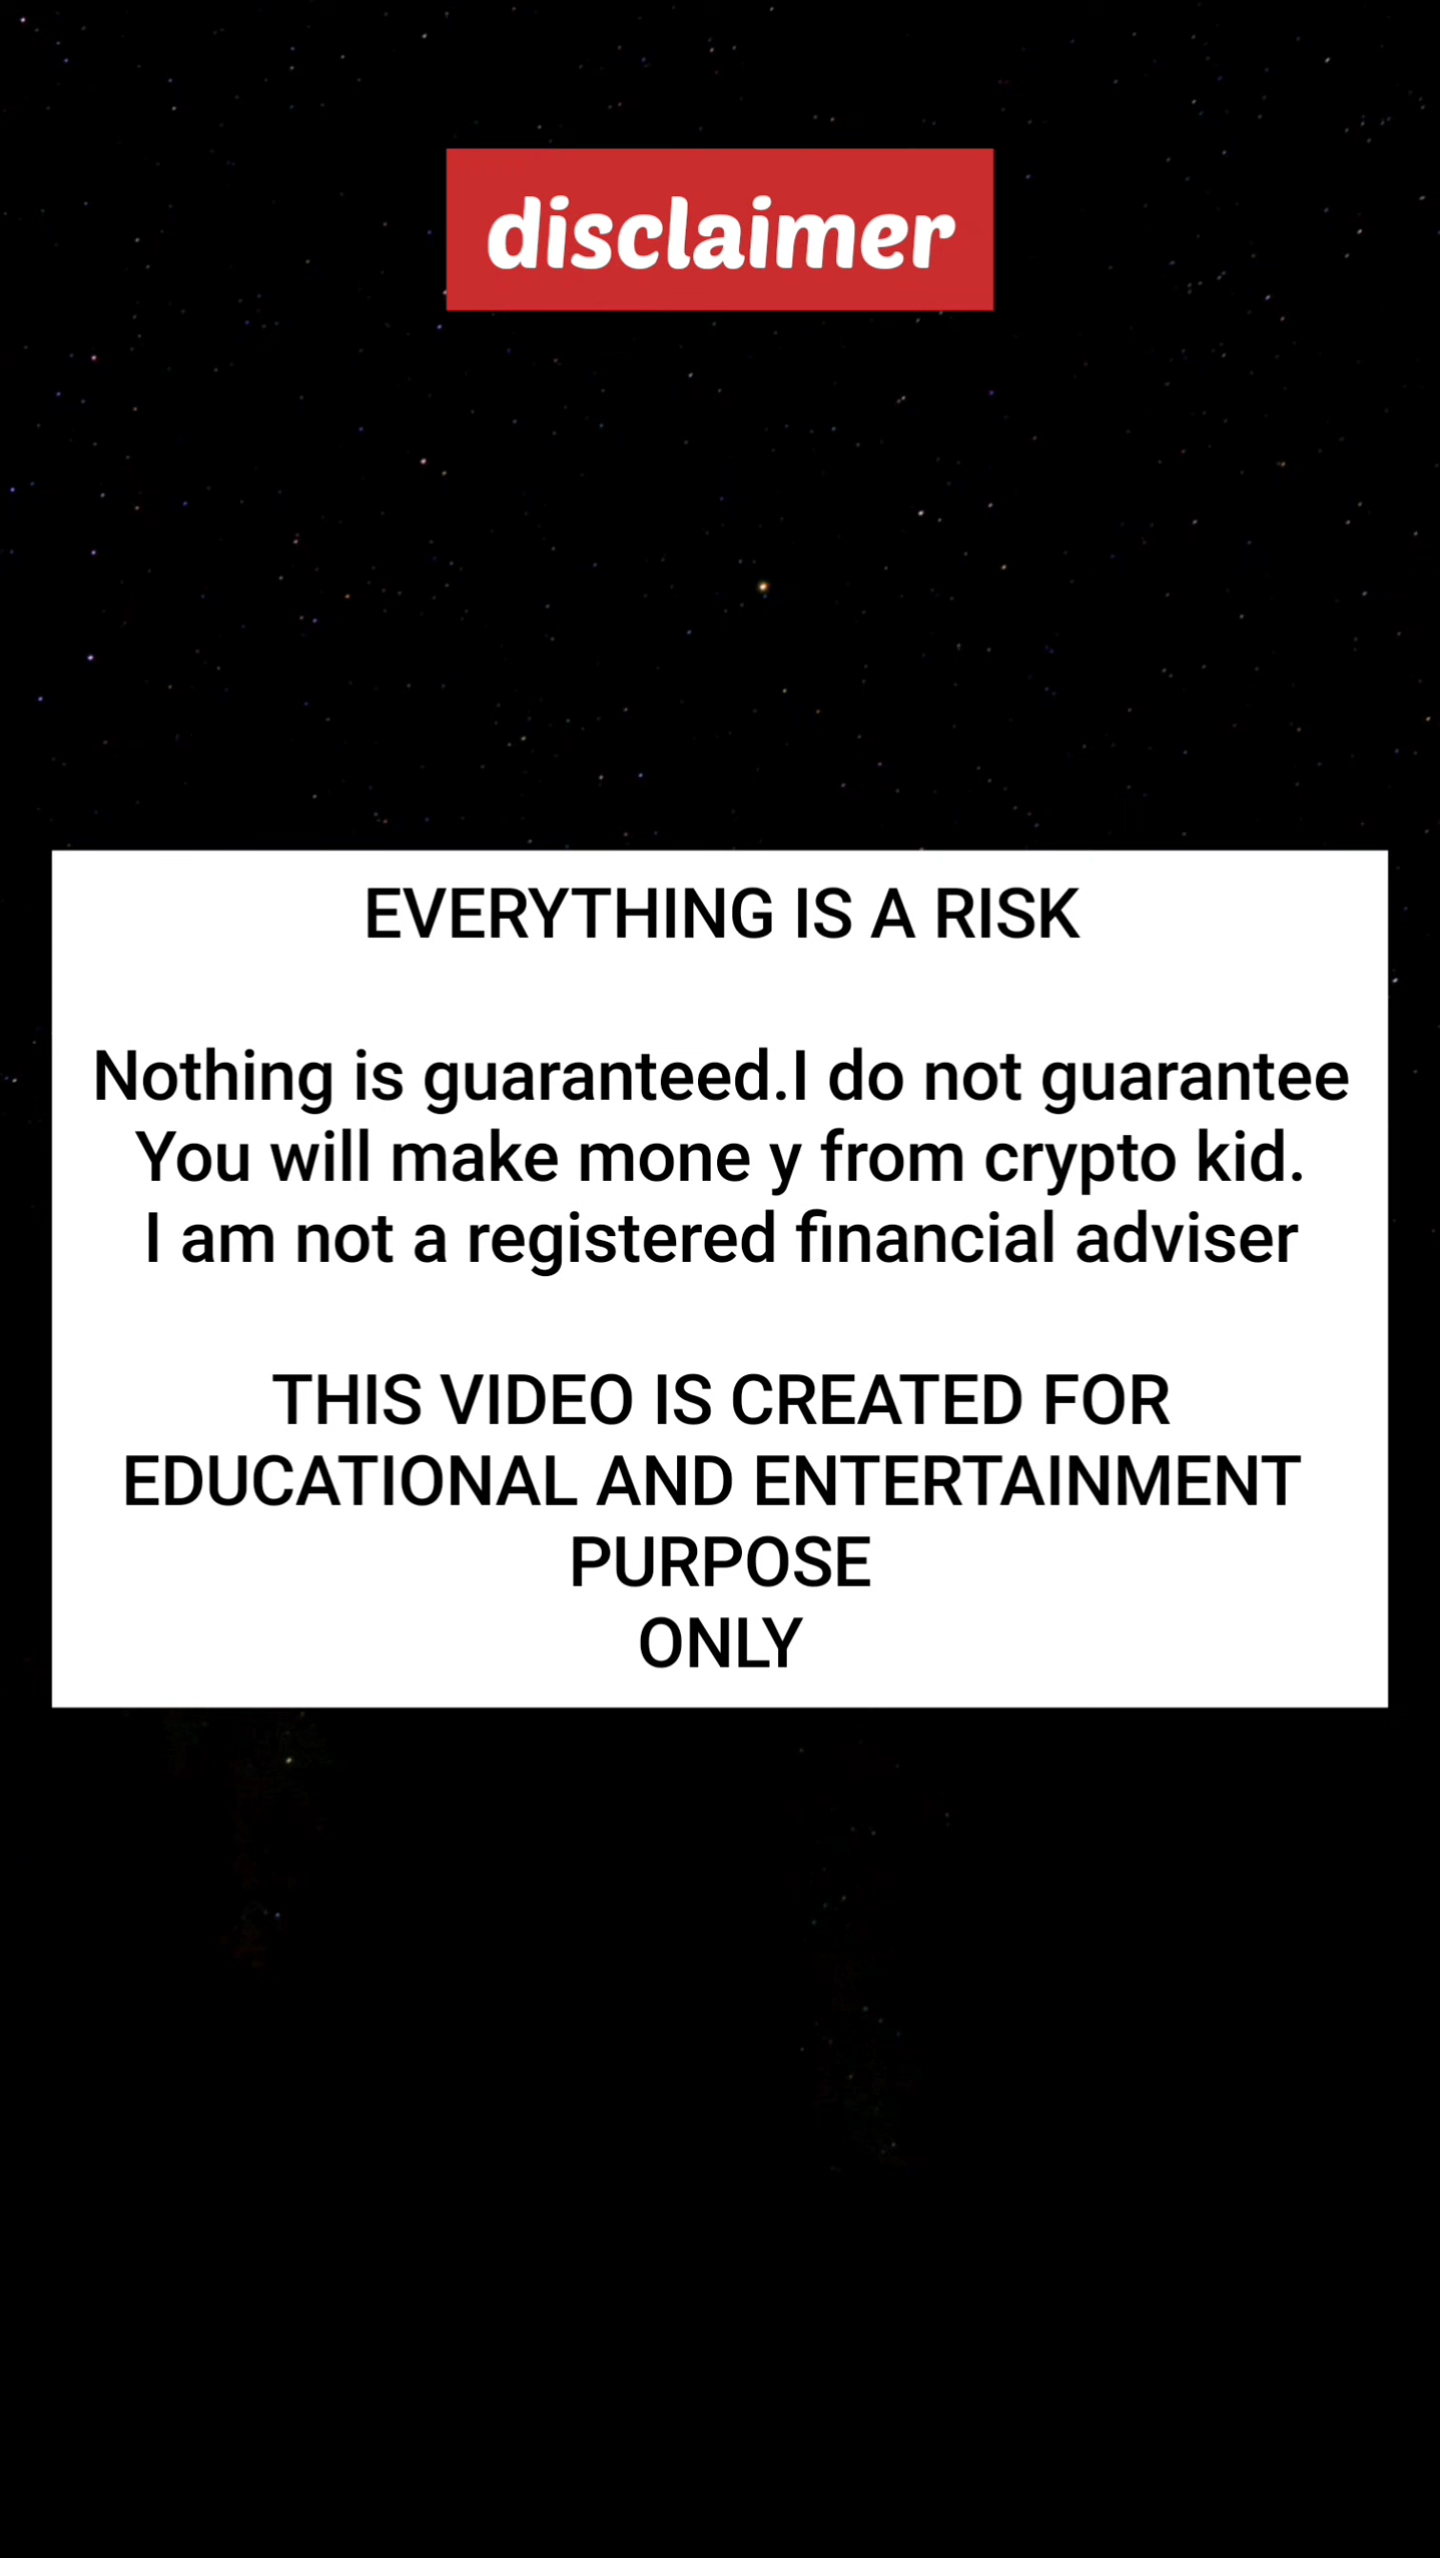 disclaimer
EVERYTHING IS A RISK
Nothing is guaranteed.I do not guarantee
You will make mone y from crypto kid.
I am not a registered financial adviser
THIS VIDEO IS CREATED FOR
EDUCATIONAL AND ENTERTAINMENT
PURPOSE
ONLY